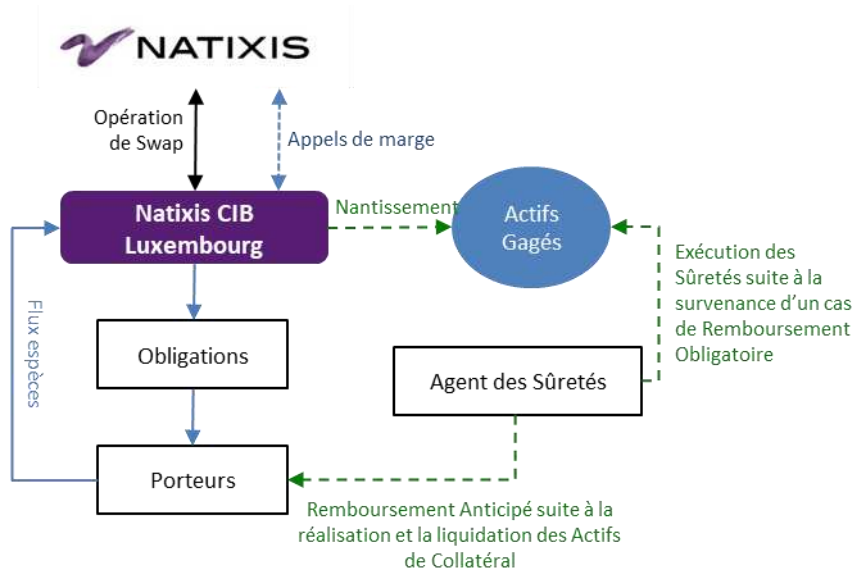 NATIXIS
Opération
de Swap
Appels de marge
Natixis CIB
Luxembourg
Nantissement
Actifs
Gagés
Exécution des
Sûretés suite à la
survenance d'un cas
de Remboursement
Obligatoire
Flux espèces
Obligations
Agent des Sûretés
Porteurs
Remboursement Anticipé suite à la
réalisation et la liquidation des Actifs
de Collatéral